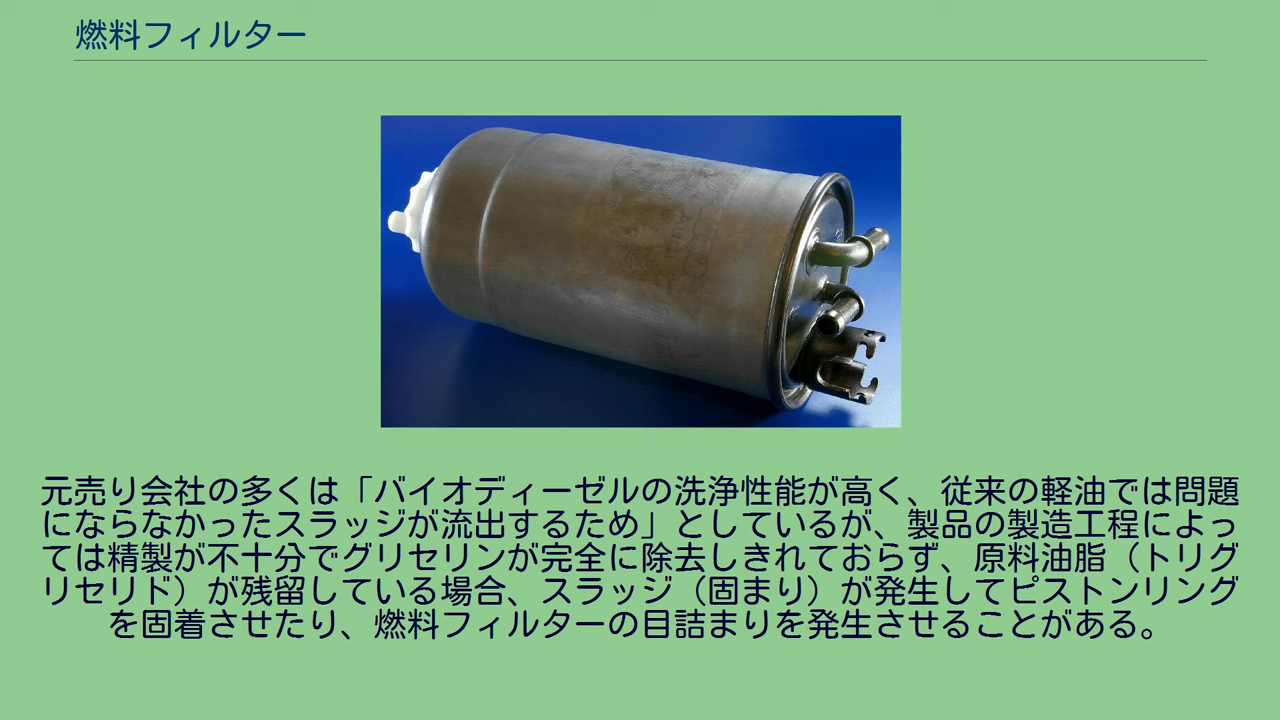 燃料フィルター
元売り会社の多くは「バイオディーゼルの洗浄性能が高く、従来の軽油では問題
にならなかったスラッジが流出するため」としているが、製品の製造工程によっ
ては精製が不十分でグリセリンが完全に除去しきれておらず、原料油脂（トリグ
リセリド）が残留している場合、スラッジ（固まり）が発生してピストンリング
を固着させたり、燃料フィルターの目詰まりを発生させることがある。